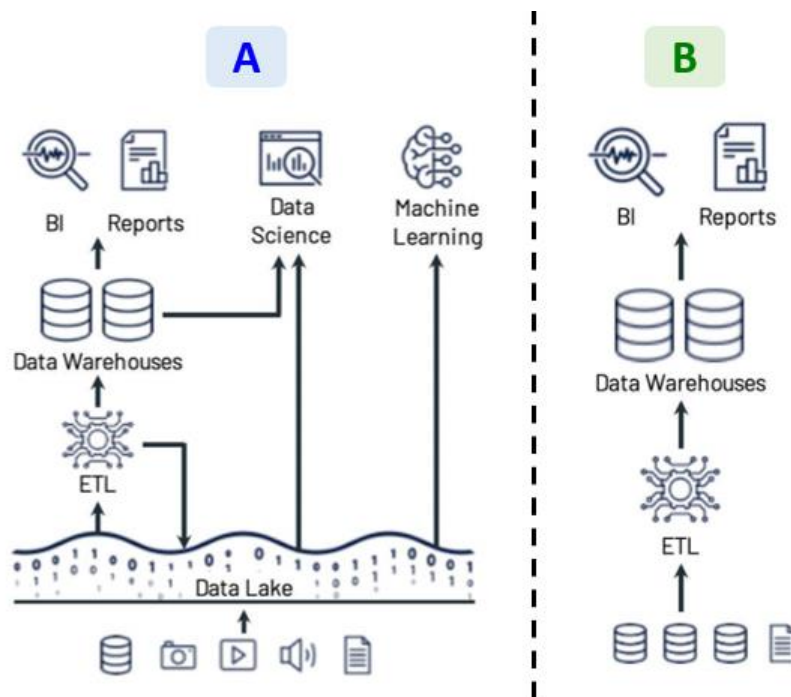 A
B
BI
Reports
Data
Science
Machine
Learning
BI
Reports
Data Warehouses
Data Warehouses
ETL
ETL
Data Lake